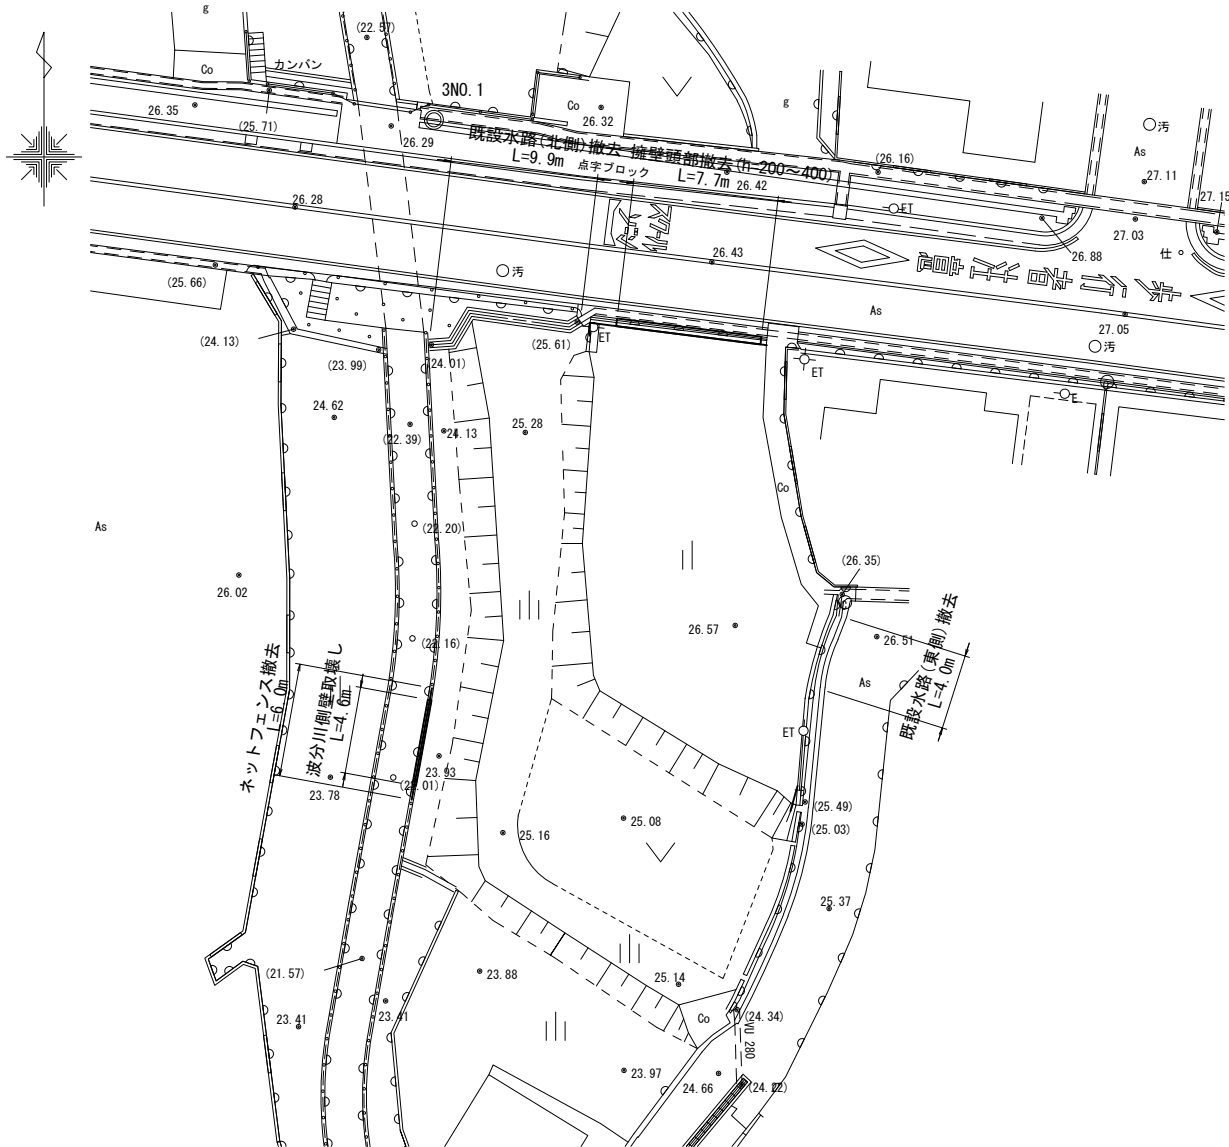 g
(22.57)
Co
カンバン
3NO.1
26.35
(25.71)
26.29
Co
26.32
g
汚
As
27.11
既設水路(北側)撤去
擁壁頭部撤去(h=200～400)
L=9.9m
点字ブロック
L=7.7m
26.42
(26.16)
ET
27.15
27.03
26.88
仕
26.28
26.43
(25.66)
汚
As
27.05
汚
(24.13)
(23.99)
(24.01)
(25.61)
ET
ET
E
24.62
(22.39)
24.13
25.28
Co
As
(22.20)
26.02
(26.35)
(22.16)
26.57
26.51
As
既設水路(東側)撤去
L=4.0m
ネットフェンス撤去
L=6.0m
波分川側壁取壊し
L=4.6m
ET
23.93
23.78
(25.49)
25.16
25.08
(25.03)
25.37
(21.57)
23.88
25.14
23.41
23.41
Co
(24.34)
VU 280
23.97
24.66
(24.22)